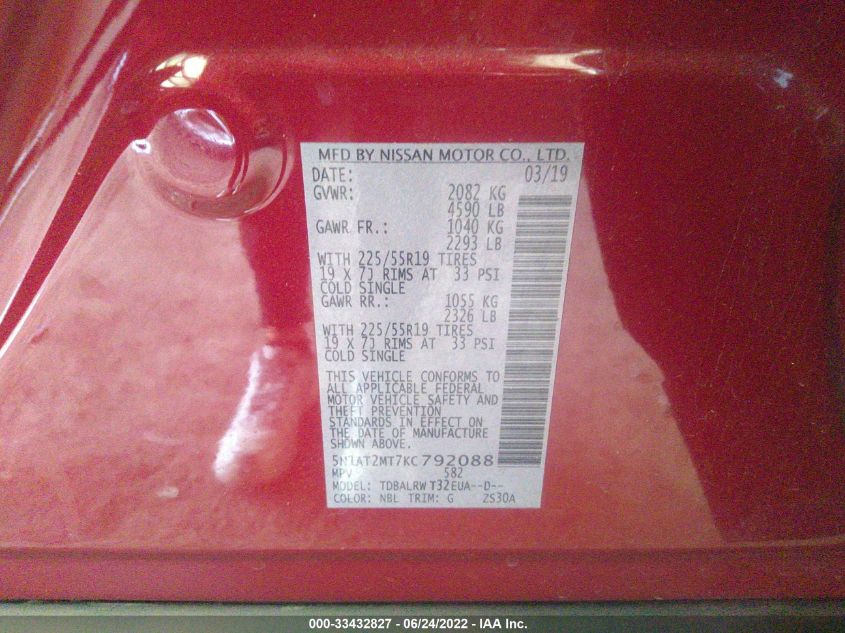 MFD BY NISSAN MOTOR CO., LTD.
DATE: 03/19
GVWR: 2082 KG
4590 LB
GAWR FR.: 1040 KG
2293 LB
WITH 225/55R19 TIRES
19 X 7J RIMS AT 33 PSI
COLD SINGLE
GAWR RR.: 1055 KG
2326 LB
WITH 225/55R19 TIRES
19 X 7J RIMS AT 33 PSI
COLD SINGLE
THIS VEHICLE CONFORMS TO
ALL APPLICABLE FEDERAL
MOTOR VEHICLE SAFETY AND
THEFT PREVENTION
STANDARDS IN EFFECT ON
THE DATE OF MANUFACTURE
SHOWN ABOVE.
5N1AT2MT7KC792088
MPV 582
MODEL: TDBALRW T32EUA--D--
COLOR: NBL TRIM: G 2S30A
000-33432827 - 06/24/2022 - IAA Inc.